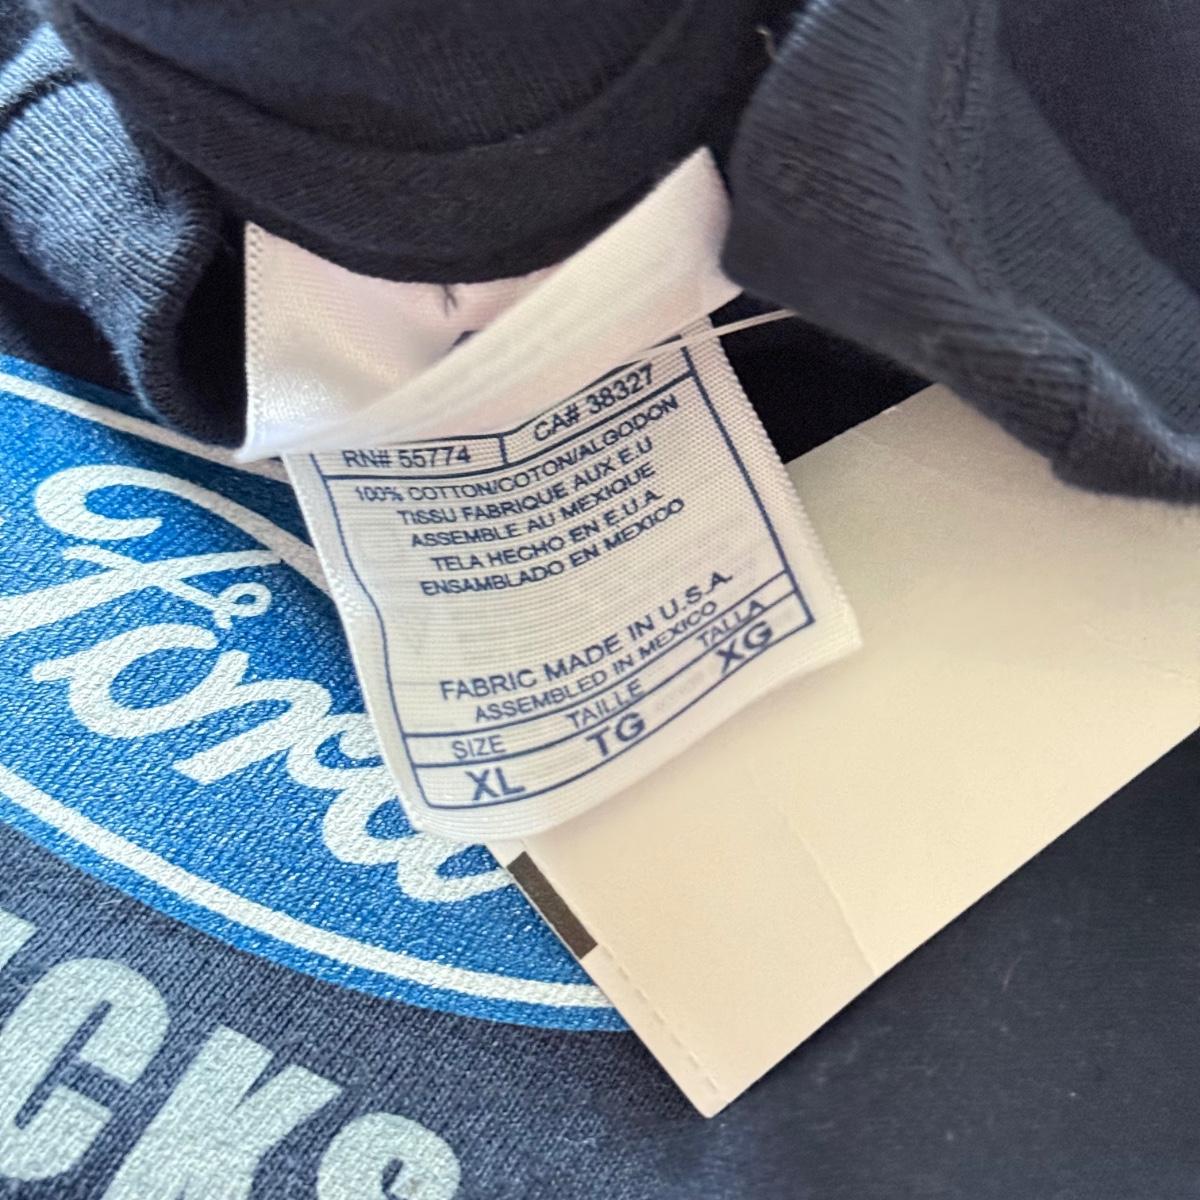 RN# 55774 CA# 38327
100% COTTON/COTON/ALGODON
TISSU FABRIQUE AUX E.U
ASSEMBLE AU MEXIQUE
TELA HECHO EN E.U.A.
ENSAMBLADO EN MEXICO
FABRIC MADE IN U.S.A.
ASSEMBLED IN MEXICO
SIZE TAILLE TALLA
XL TG XG
Ford